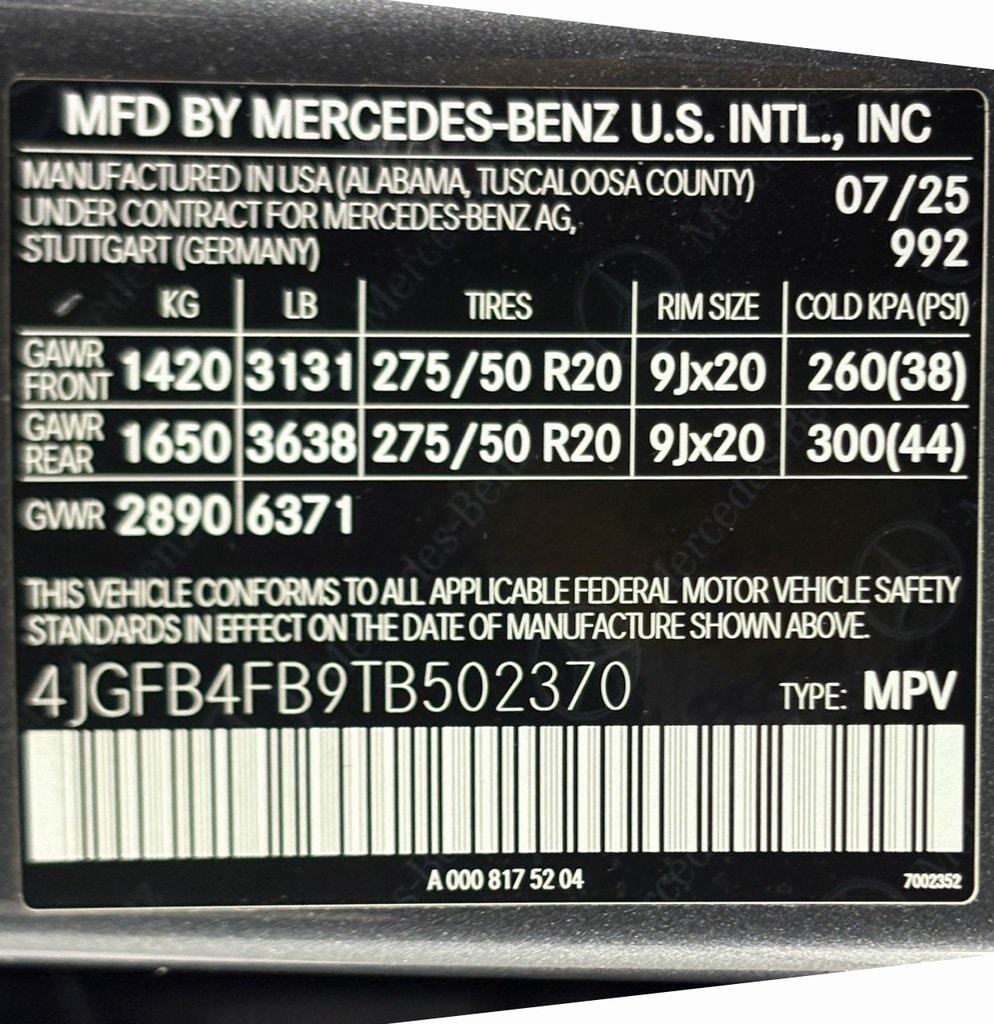 MFD BY MERCEDES-BENZ U.S. INTL., INC
MANUFACTURED IN USA (ALABAMA, TUSCALOOSA COUNTY) 07/25
UNDER CONTRACT FOR MERCEDES-BENZ AG,
STUTTGART (GERMANY) 992
KG LB TIRES RIM SIZE COLD KPA (PSI)
GAWR FRONT 1420 3131 275/50 R20 9Jx20 260(38)
GAWR REAR 1650 3638 275/50 R20 9Jx20 300(44)
GVWR 2890 6371
THIS VEHICLE CONFORMS TO ALL APPLICABLE FEDERAL MOTOR VEHICLE SAFETY
STANDARDS IN EFFECT ON THE DATE OF MANUFACTURE SHOWN ABOVE.
4JGFB4FB9TB502370 TYPE: MPV
A 000 817 52 04 7002352